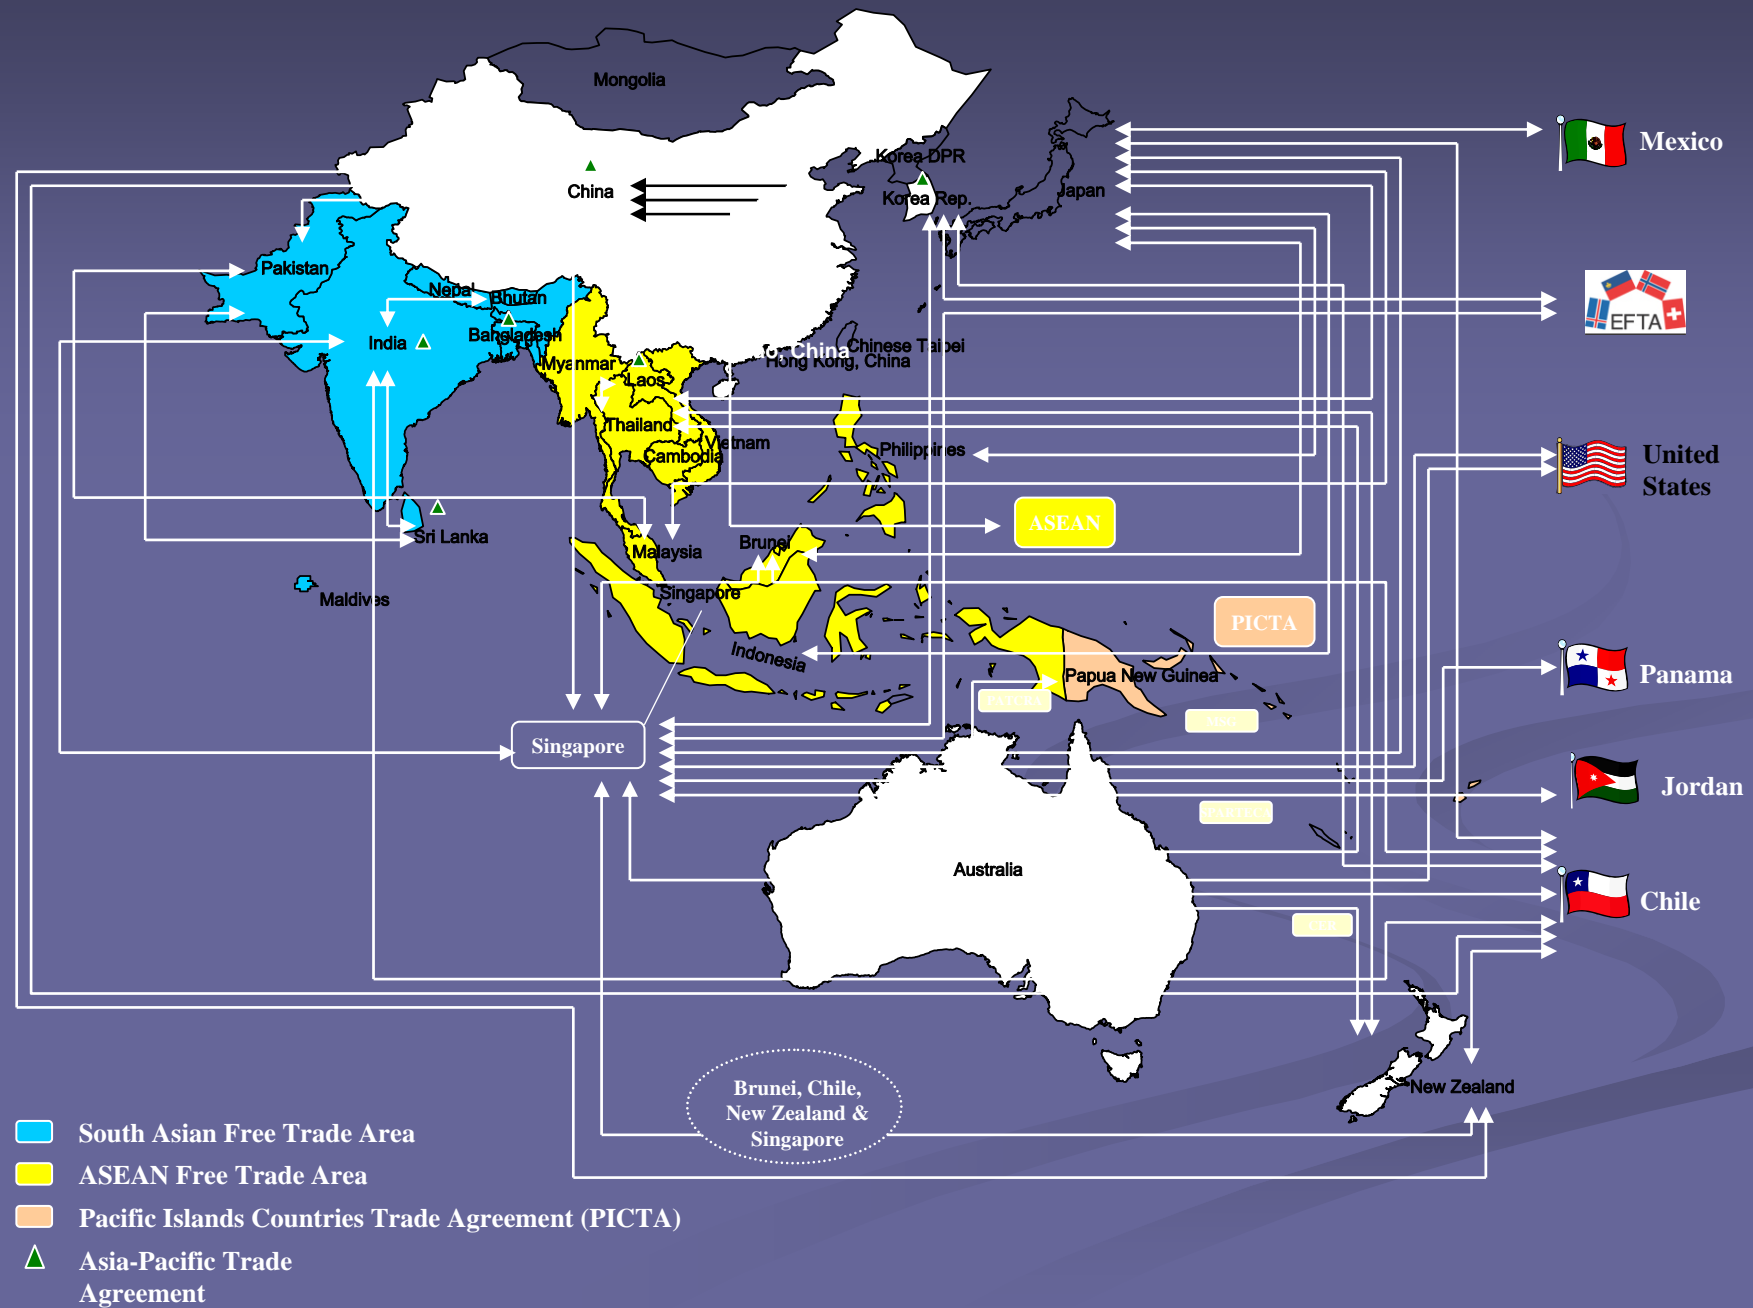 Mongolia
Mexico
Korea DPR
China
Korea Rep.
Japan
Pakistan
Nepal
Bhutan
EFTA
Bangladesh
India
Chinese Taipei
o, China
Hong Kong, China
Myanmar
Laos
Thailand
Vietnam
Cambodia
Philippines
United
States
ASEAN
Sri Lanka
Malaysia
Brunei
Maldives
Singapore
PICTA
Indonesia
Papua New Guinea
Panama
Singapore
Jordan
Australia
Chile
New Zealand
Brunei, Chile,
New Zealand &
Singapore
South Asian Free Trade Area
ASEAN Free Trade Area
Pacific Islands Countries Trade Agreement (PICTA)
Asia-Pacific Trade
Agreement